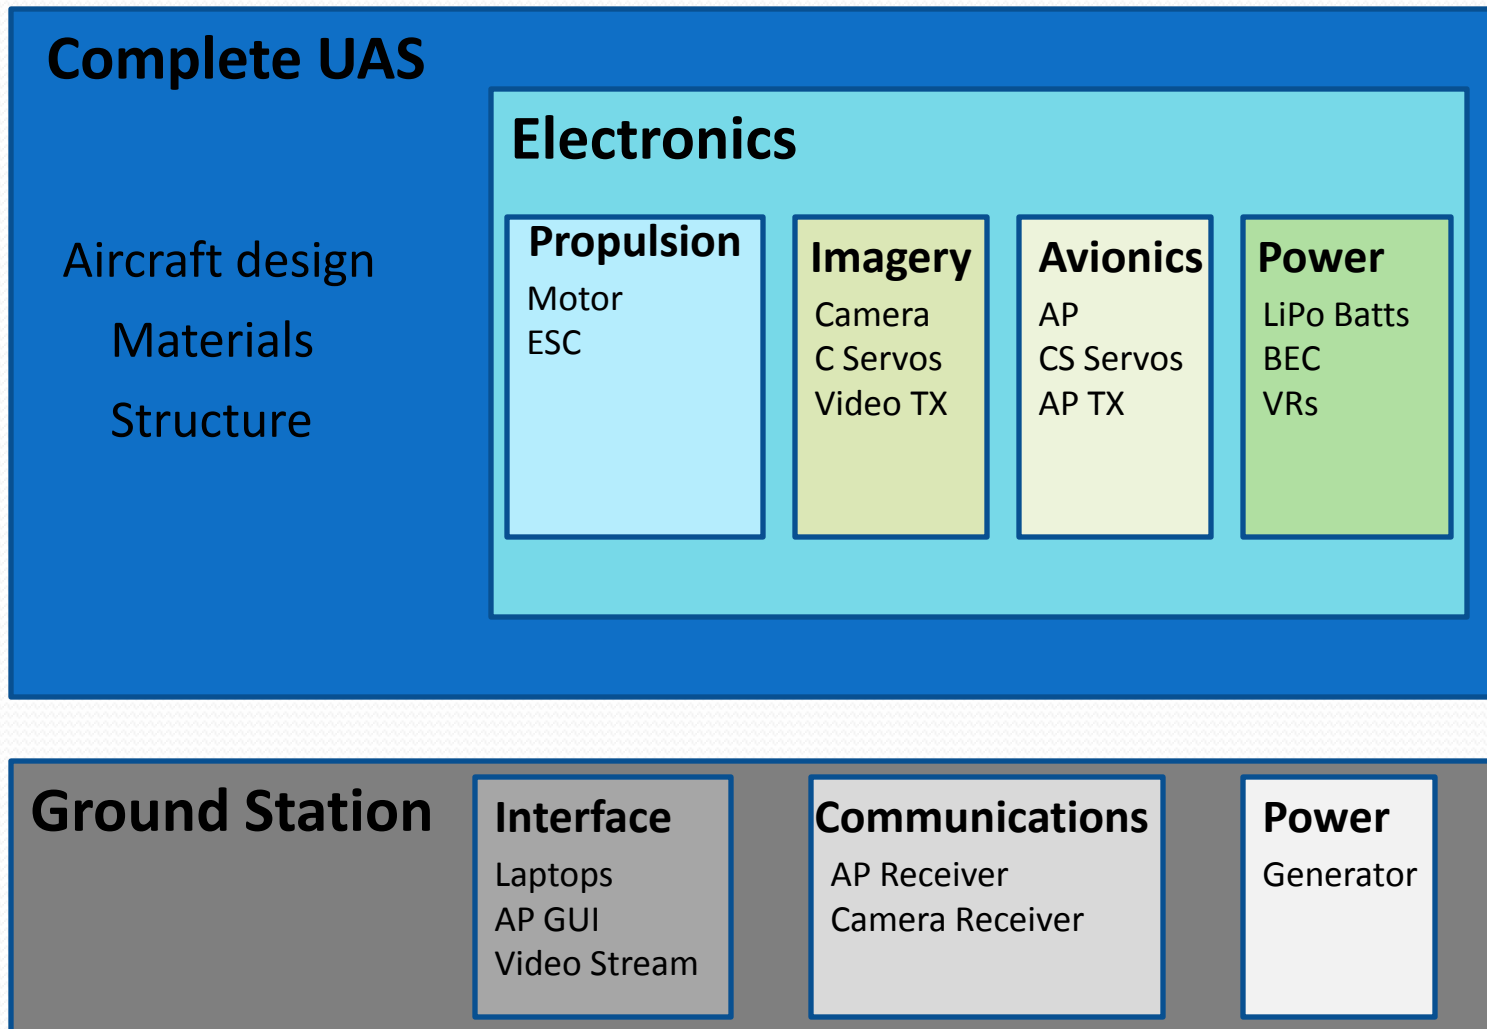 Complete UAS
Aircraft design
Materials
Structure
Electronics
Propulsion
Motor
ESC
Imagery
Camera
C Servos
Video TX
Avionics
AP
CS Servos
AP TX
Power
LiPo Batts
BEC
VRs
Ground Station
Interface
Laptops
AP GUI
Video Stream
Communications
AP Receiver
Camera Receiver
Power
Generator